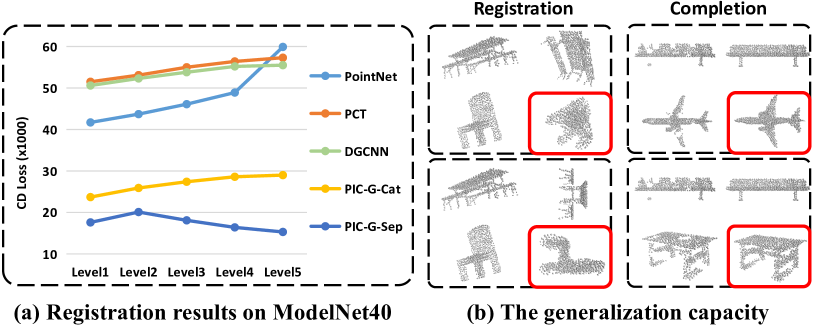 60
50
40
30
20
10
CD Loss (x1000)
Level1 Level2 Level3 Level4 Level5
PointNet
PCT
DGCNN
PIC-G-Cat
PIC-G-Sep
(a) Registration results on ModelNet40
Registration Completion
(b) The generalization capacity